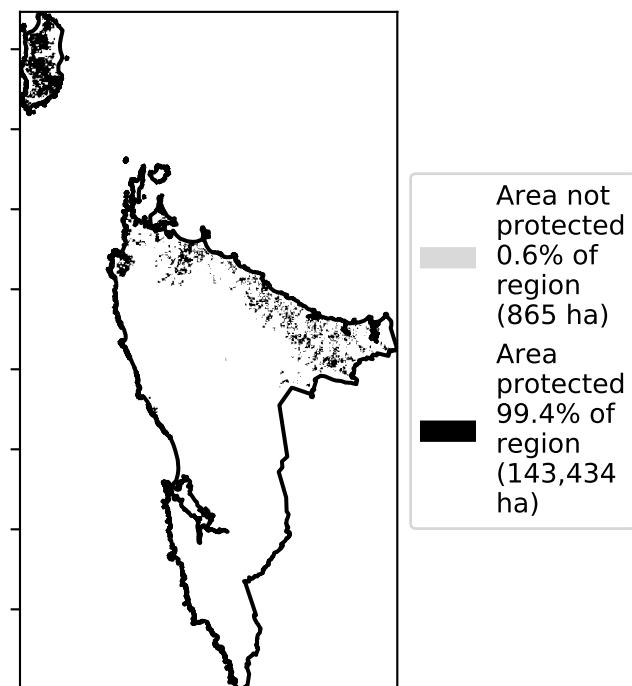 Area not
protected
0.6% of
region
(865 ha)
Area
protected
99.4% of
region
(143,434
ha)